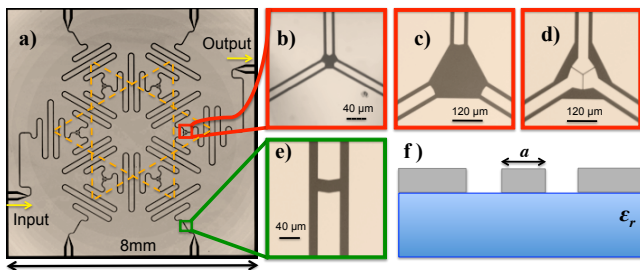 a)
Output
Input
8mm
b)
40 µm
c)
120 µm
d)
120 µm
e)
40 µm
f)
a
εr